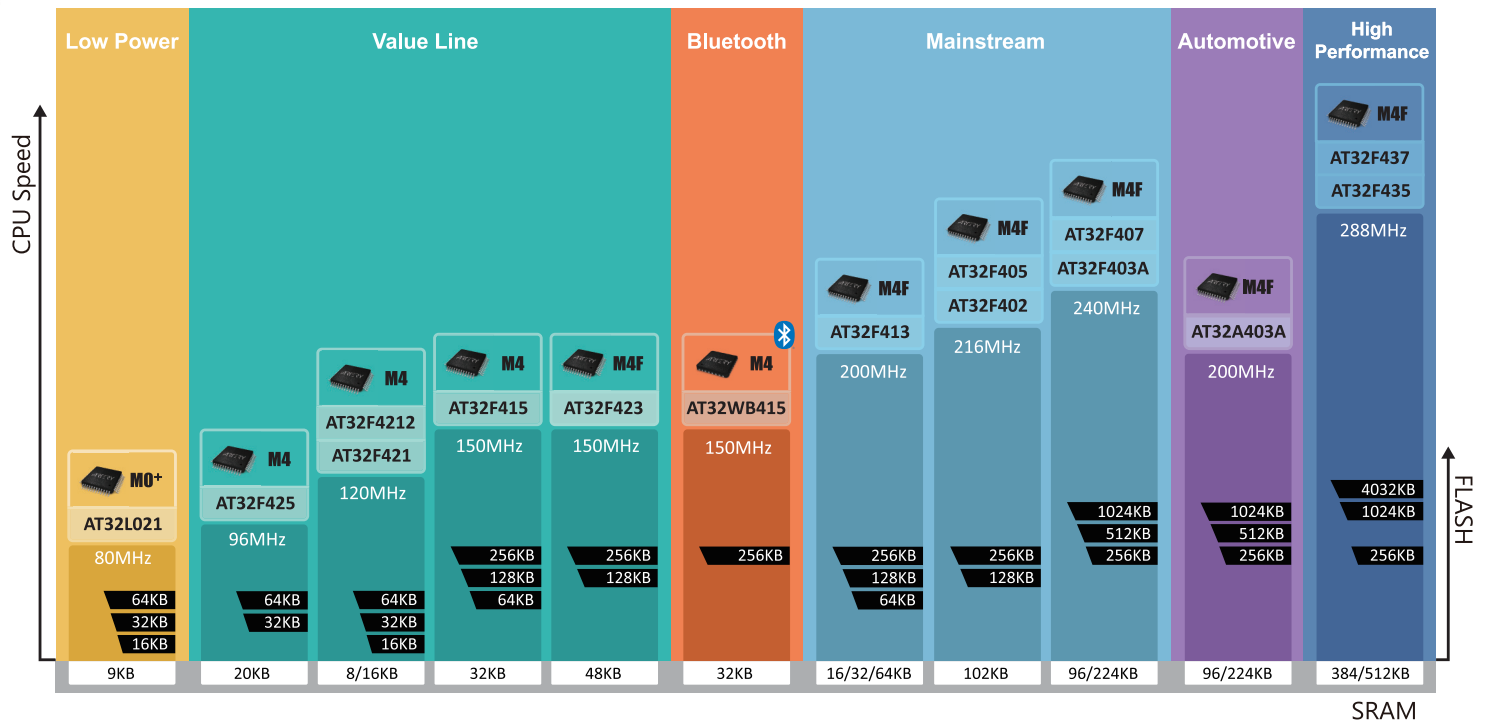 Low Power
Value Line
Bluetooth
Mainstream
Automotive
High
Performance
CPU Speed
M0+
AT32L021
80MHz
64KB
32KB
16KB
9KB
M4
AT32F425
96MHz
64KB
32KB
20KB
M4
AT32F4212
AT32F421
120MHz
64KB
32KB
16KB
8/16KB
M4
AT32F415
150MHz
256KB
128KB
64KB
32KB
M4F
AT32F423
150MHz
256KB
128KB
48KB
M4
AT32WB415
150MHz
256KB
32KB
M4F
AT32F413
200MHz
256KB
128KB
64KB
16/32/64KB
M4F
AT32F405
AT32F402
216MHz
256KB
128KB
102KB
M4F
AT32F407
AT32F403A
240MHz
1024KB
512KB
256KB
96/224KB
M4F
AT32A403A
200MHz
1024KB
512KB
256KB
96/224KB
M4F
AT32F437
AT32F435
288MHz
4032KB
1024KB
256KB
384/512KB
FLASH
SRAM